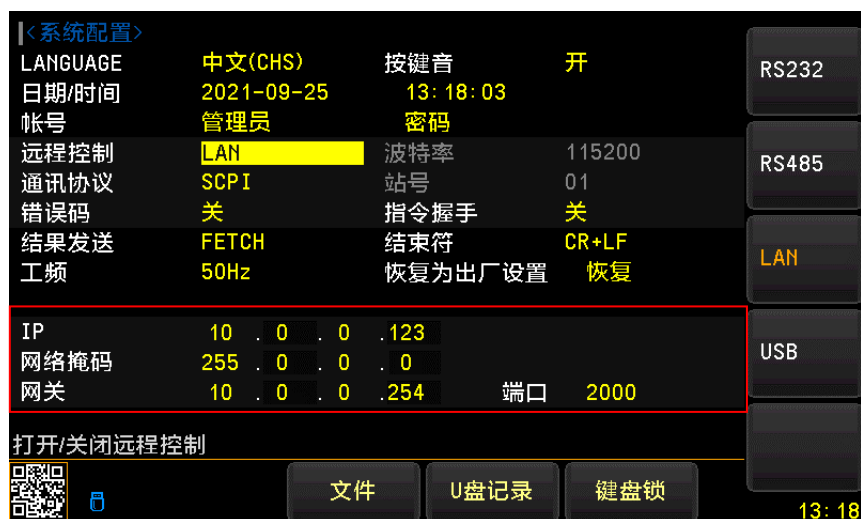 <系统配置>
LANGUAGE 中文(CHS) 按键音 开
日期/时间 2021-09-25 13:18:03
帐号 管理员 密码
远程控制 LAN 波特率 115200
通讯协议 SCPI 站号 01
错误码 关 指令握手 关
结果发送 FETCH 结束符 CR+LF
工频 50Hz 恢复为出厂设置 恢复
IP 10 . 0 . 0 .123
网络掩码 255 . 0 . 0 . 0
网关 10 . 0 . 0 .254 端口 2000
打开/关闭远程控制
RS232
RS485
LAN
USB
文件 U盘记录 键盘锁
13:18